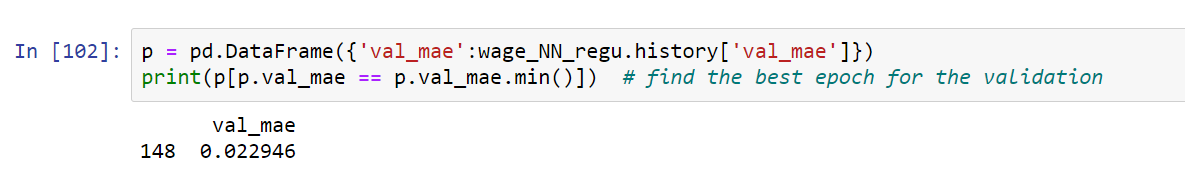 In [102]: p = pd.DataFrame({'val_mae':wage_NN_regu.history['val_mae']})
print(p[p.val_mae == p.val_mae.min()])  # find the best epoch for the validation
val_mae
148  0.022946